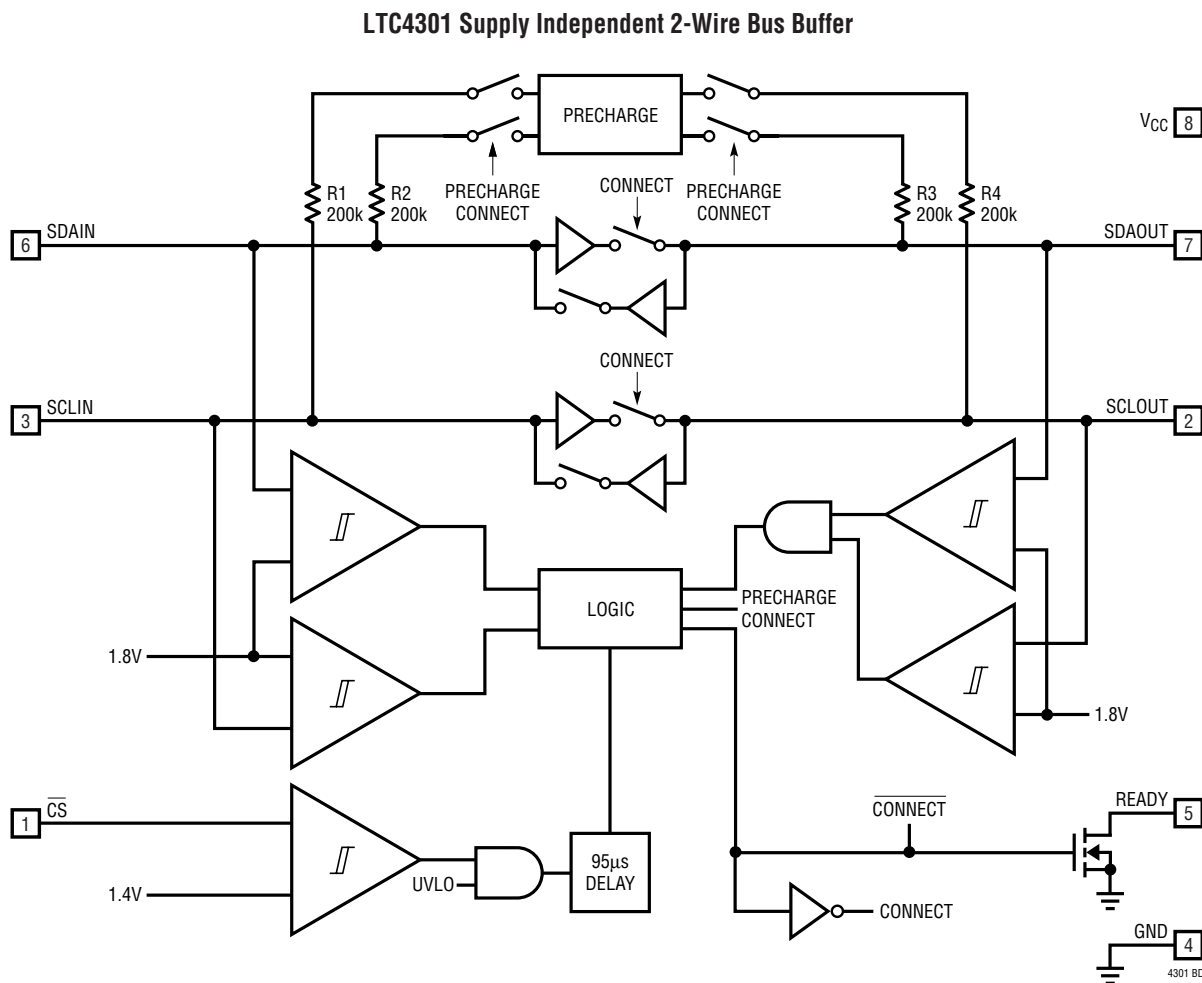 LTC4301 Supply Independent 2-Wire Bus Buffer
PRECHARGE
VCC 8
R1
200k
R2
200k
PRECHARGE
CONNECT
CONNECT
PRECHARGE
CONNECT
R3
200k
R4
200k
6 SDAIN
SDAOUT 7
CONNECT
3 SCLIN
SCLOUT 2
LOGIC
PRECHARGE
CONNECT
1.8V
1.8V
1 C̅S̅
C̅O̅N̅N̅E̅C̅T̅
READY 5
1.4V
UVLO
95µs
DELAY
CONNECT
GND 4
4301 BD